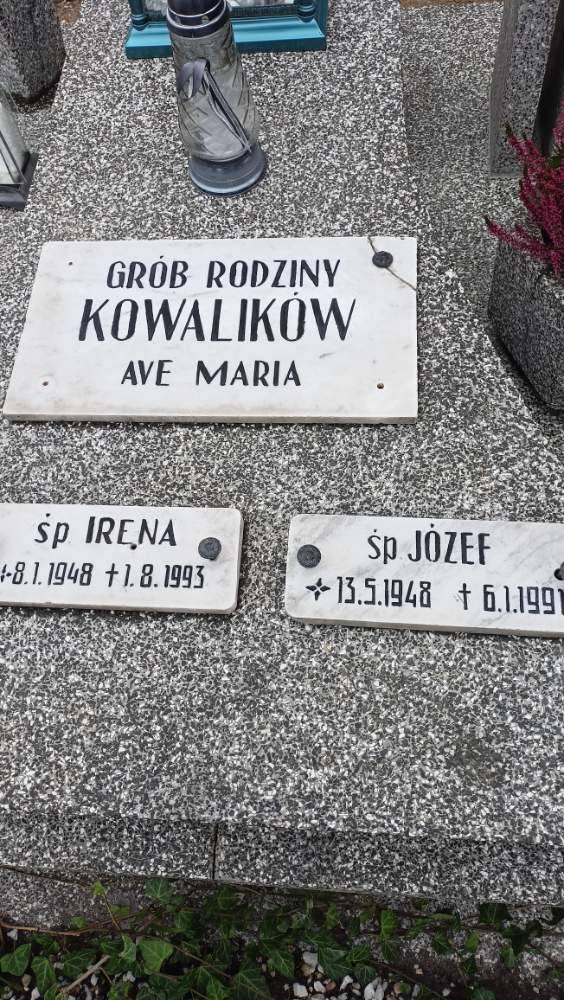 GRÓB RODZINY
KOWALIKÓW
AVE MARIA
śp IRENA
8.1.1948 † 1.8.1993
śp JÓZEF
13.5.1948 † 6.1.1991